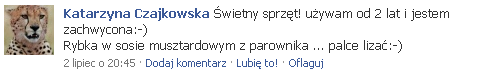 Katarzyna Czajkowska Świetny sprzęt! używam od 2 lat i jestem
zachwycona:-)
Rybka w sosie musztardowym z parownika ... palce lizać:-)
2 lipiec o 20:45 · Dodaj komentarz · Lubię to! · Oflaguj